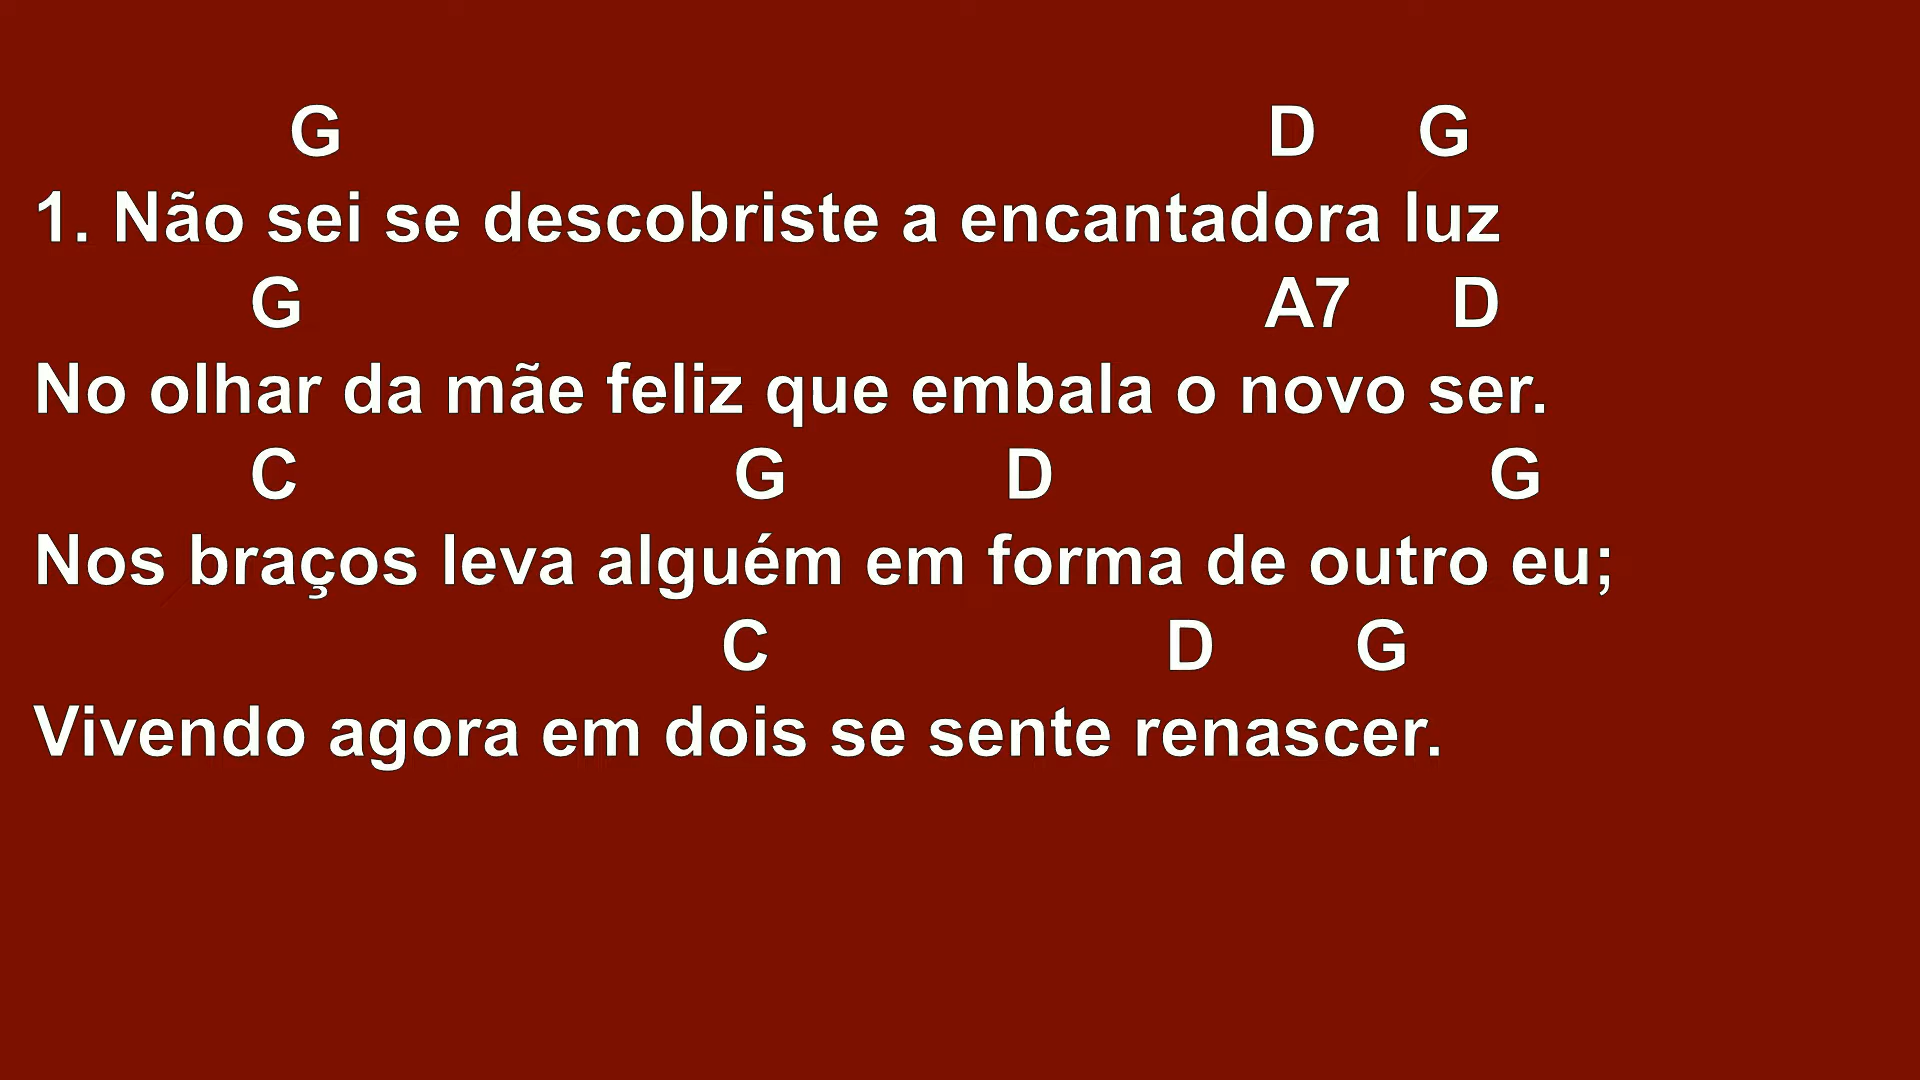 G D G
1. Não sei se descobriste a encantadora luz
G A7 D
No olhar da mãe feliz que embala o novo ser.
C G D G
Nos braços leva alguém em forma de outro eu;
C D G
Vivendo agora em dois se sente renascer.